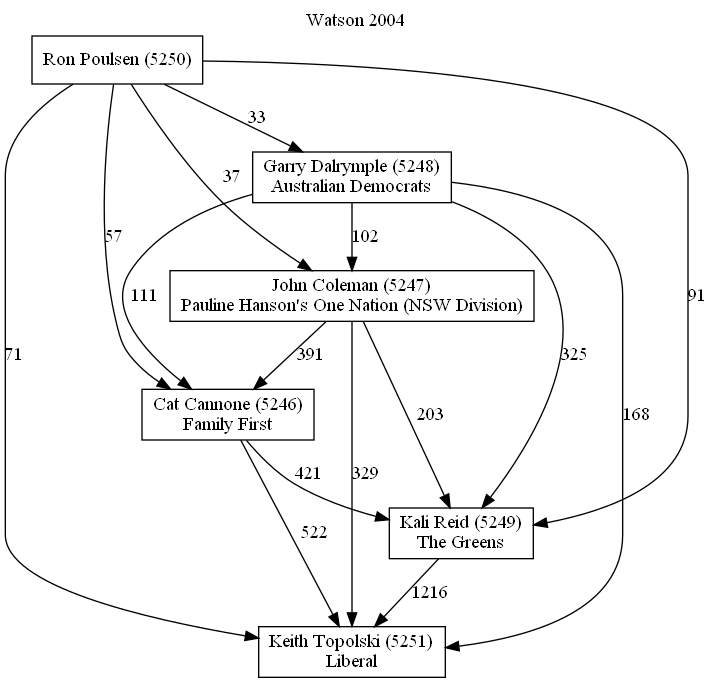 Watson 2004
Ron Poulsen (5250)
33
Garry Dalrymple (5248)
Australian Democrats
37
57
102
111
John Coleman (5247)
Pauline Hanson's One Nation (NSW Division)
91
71
391
325
Cat Cannone (5246)
Family First
203
168
421
329
Kali Reid (5249)
The Greens
522
1216
Keith Topolski (5251)
Liberal